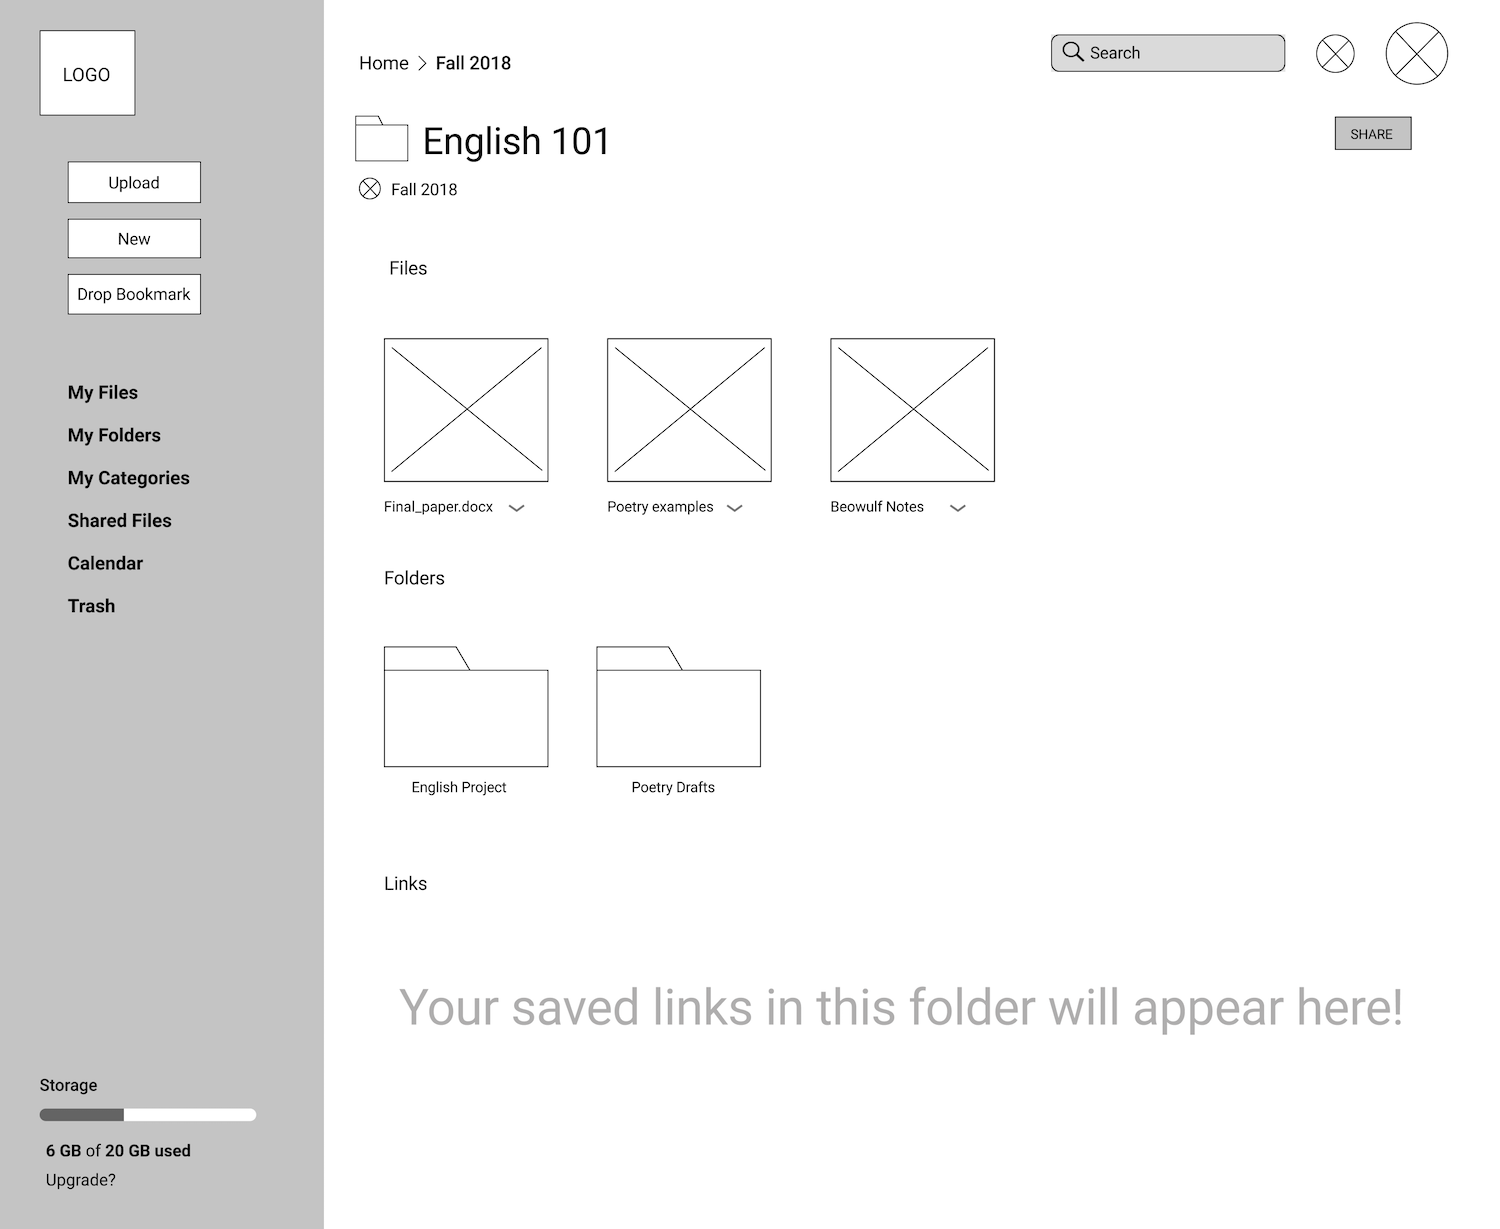 LOGO
Upload
New
Drop Bookmark
My Files
My Folders
My Categories
Shared Files
Calendar
Trash
Storage
6 GB of 20 GB used
Upgrade?
Home > Fall 2018
Search
English 101
SHARE
Fall 2018
Files
Final_paper.docx
Poetry examples
Beowulf Notes
Folders
English Project
Poetry Drafts
Links
Your saved links in this folder will appear here!